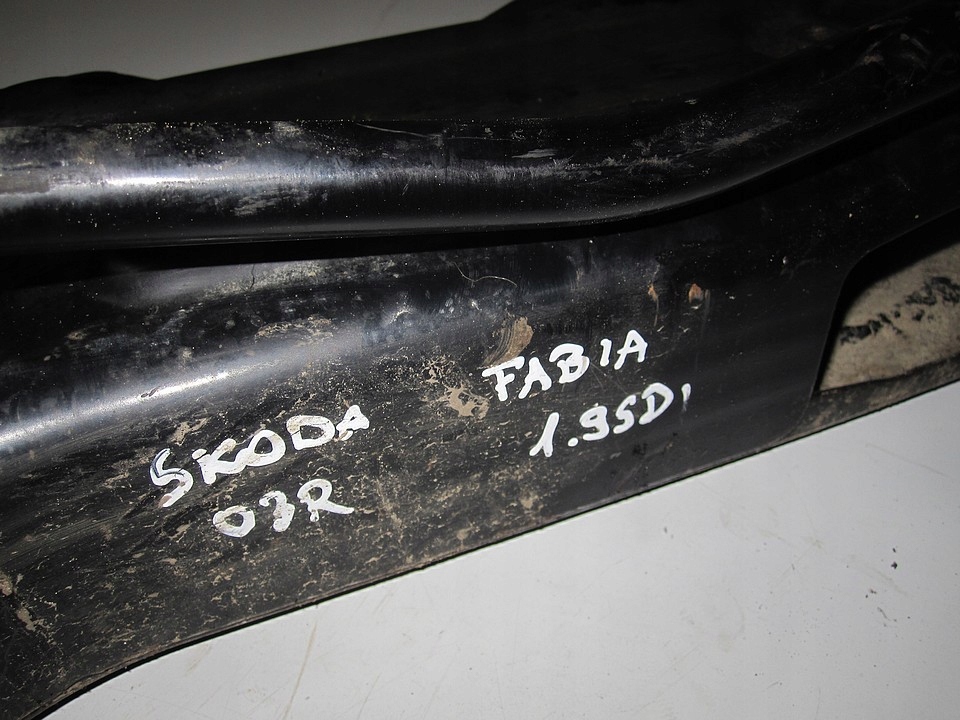 SKODA FABIA
03R 1.9SDI